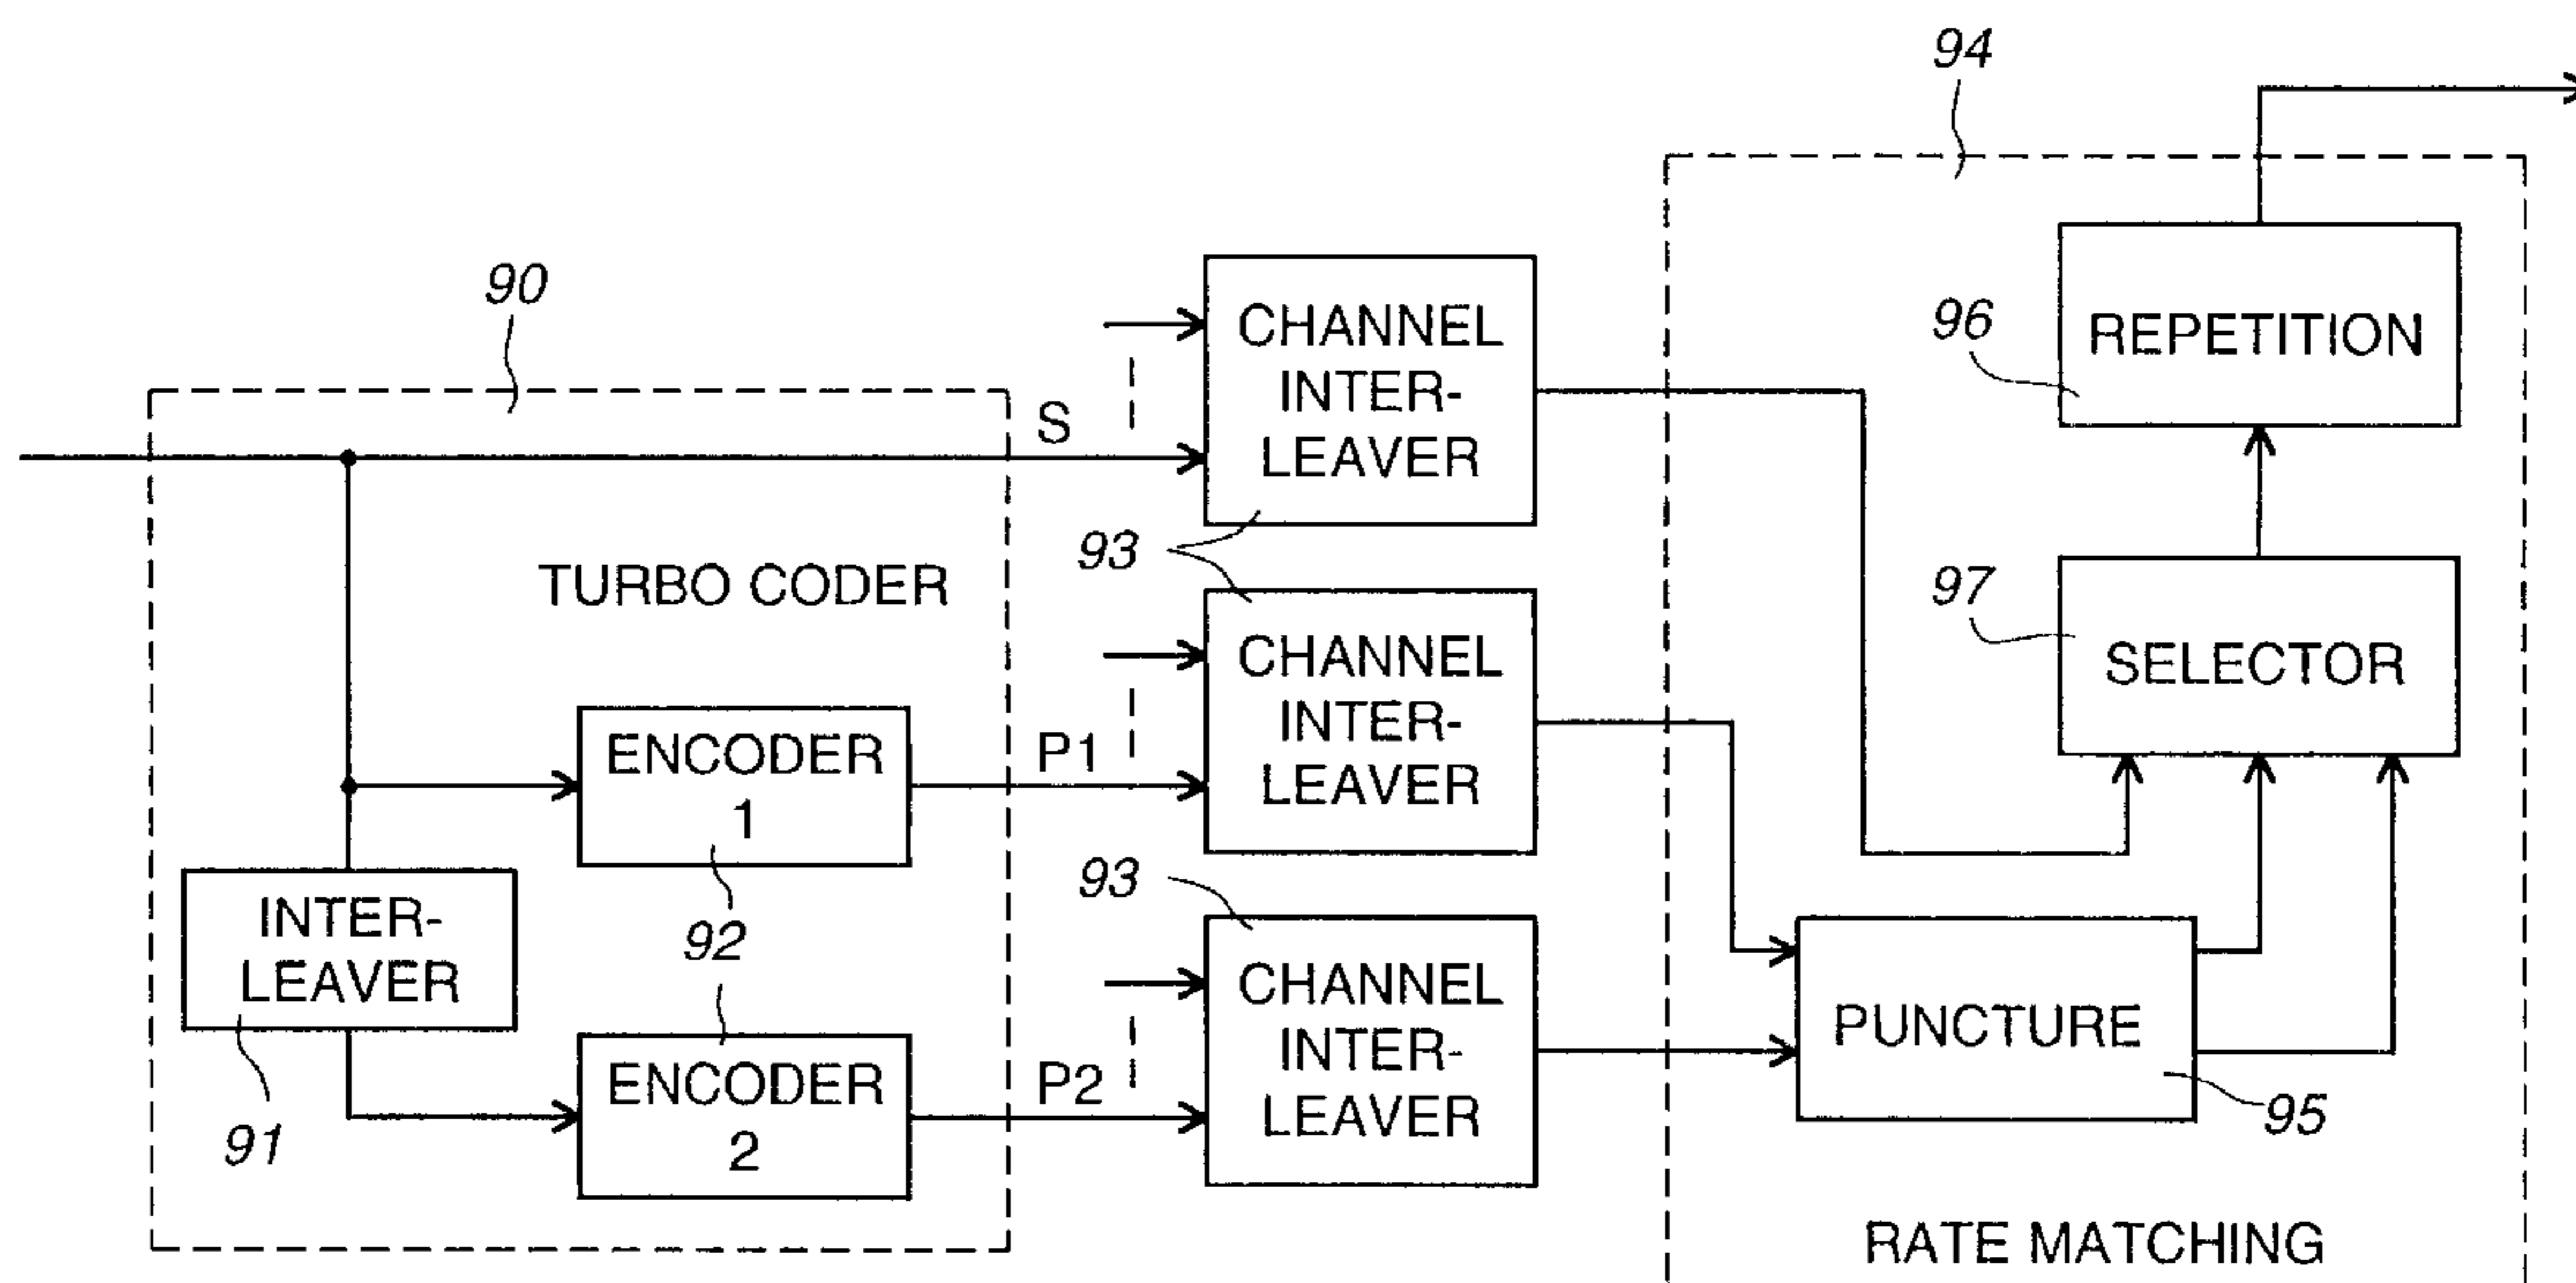 94
90
CHANNEL
INTER-
LEAVER
96
REPETITION
S
93
TURBO CODER
97
SELECTOR
CHANNEL
INTER-
LEAVER
P1
ENCODER
1
92
93
INTER-
LEAVER
91
ENCODER
2
P2
CHANNEL
INTER-
LEAVER
PUNCTURE
95
RATE MATCHING